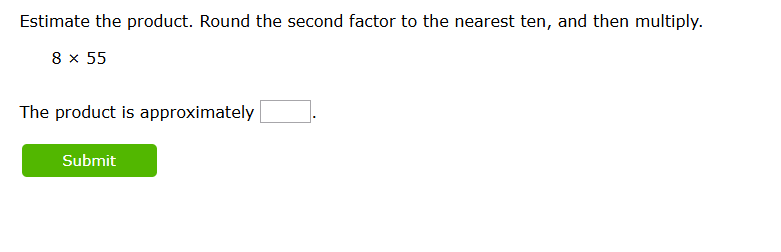 Estimate the product. Round the second factor to the nearest ten, and then multiply.
8 × 55
The product is approximately .
Submit